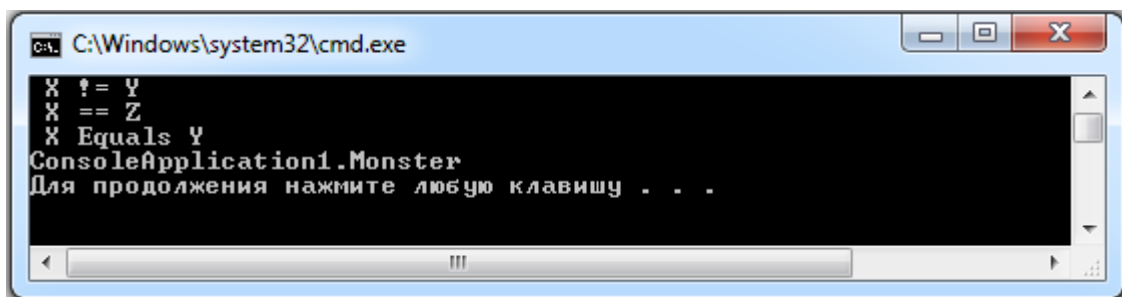 C:\Windows\system32\cmd.exe
X != Y
X == Z
X Equals Y
ConsoleApplication1.Monster
Для продолжения нажмите любую клавишу . . .